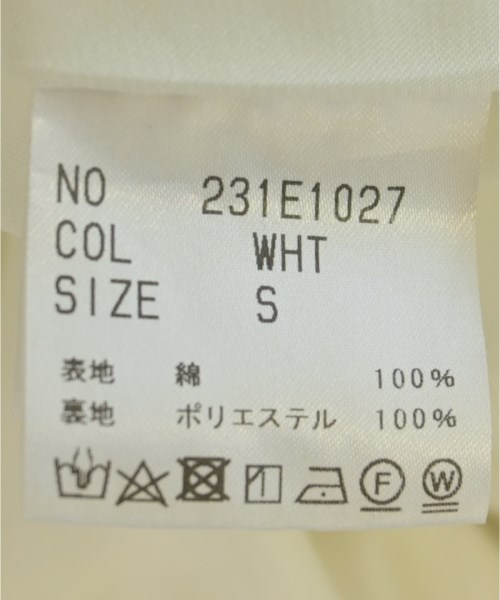 NO 231E1027
COL WHT
SIZE S
表地 綿 100%
裏地 ポリエステル 100%
F W